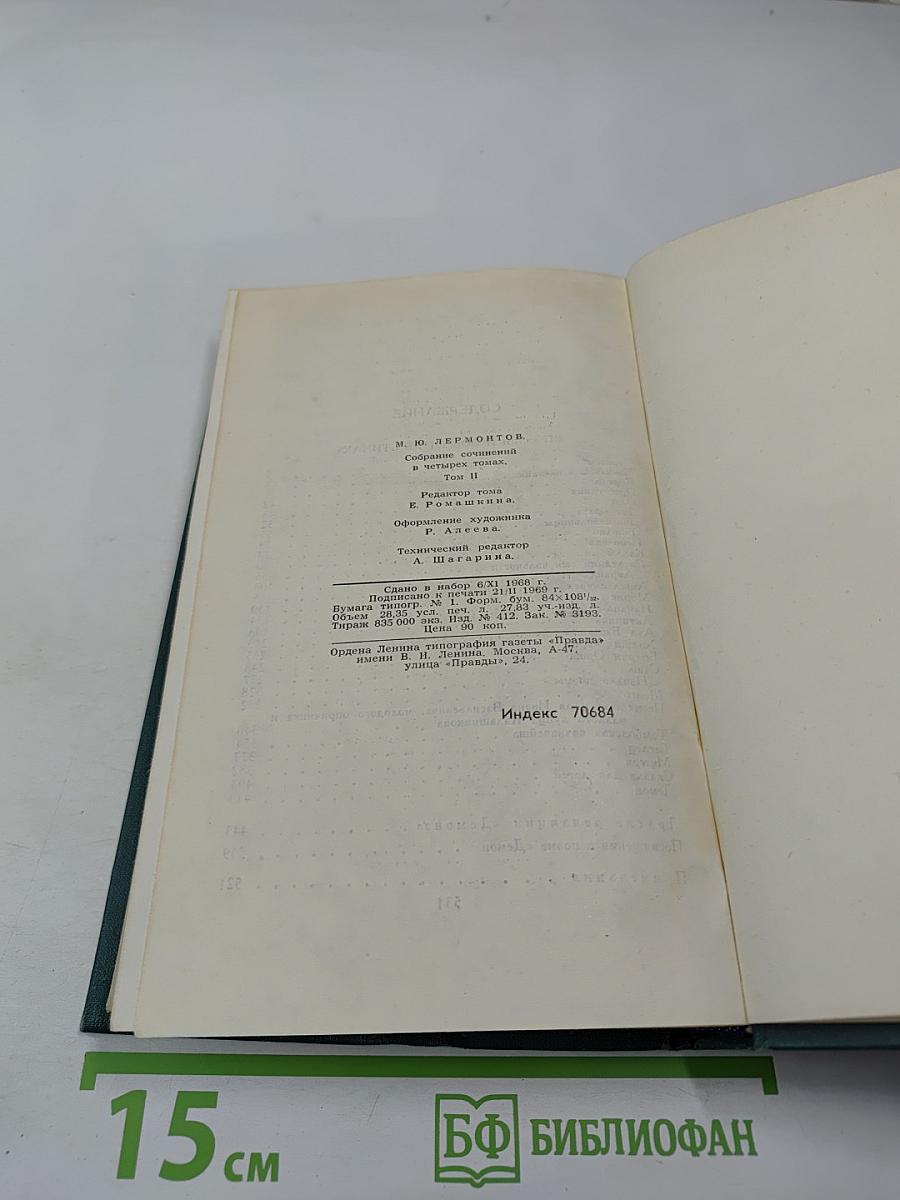 М. Ю. ЛЕРМОНТОВ.
Собрание сочинений
в четырех томах.
Том II
Редактор тома
Е. Ромашкина.
Оформление художника
Р. Алеева.
Технический редактор
А. Шагарина.
Сдано в набор 6/XI 1968 г.
Подписано к печати 21/II 1969 г.
Бумага типогр. № 1. Форм. бум. 84×108¹/₃₂.
Объем 28,35 усл. печ. л. 27,83 уч.-изд. л.
Тираж 835 000 экз. Изд. № 412. Зак. № 3193.
Цена 90 коп.
Ордена Ленина типография газеты «Правда»
имени В. И. Ленина. Москва, А-47,
улица «Правды», 24.
Индекс 70684
15 см
БФ БИБЛИОФАН